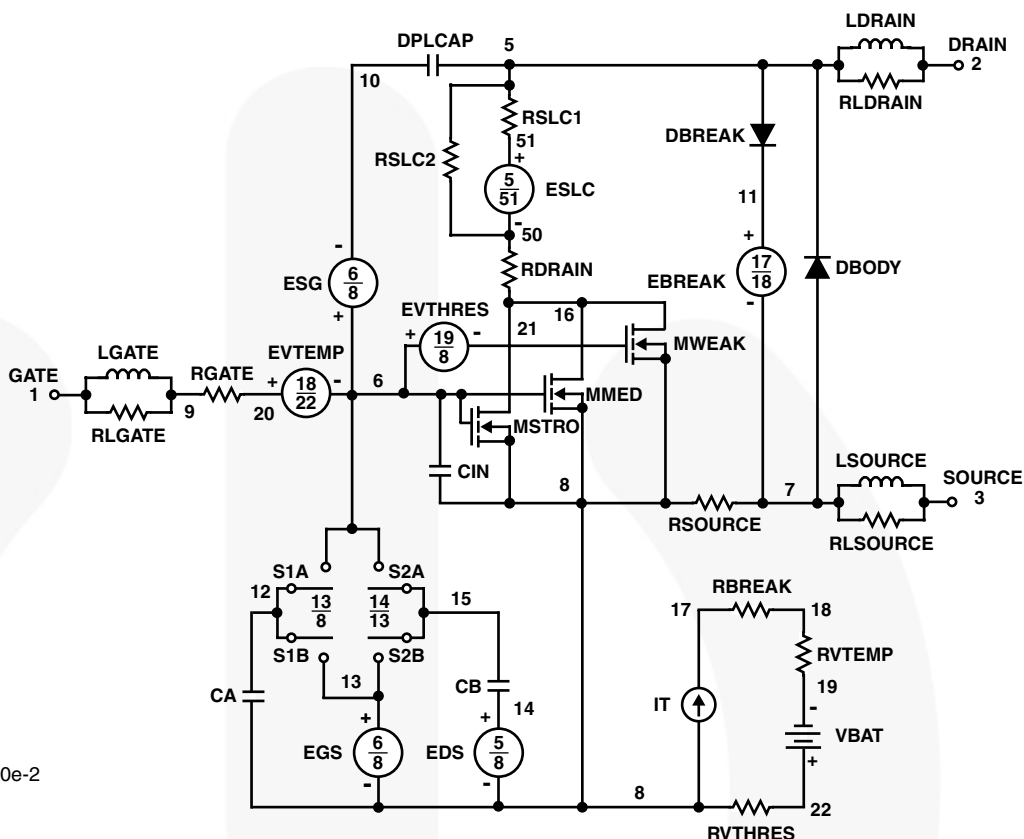 LDRAIN
DPLCAP 5 DRAIN
2
10
RLDRAIN
RSLC1
DBREAK
51
RSLC2
+
5
51
ESLC
11
-
50
+
17
18
EBREAK
DBODY
-
RDRAIN
-
6
8
ESG
+
EVTHRES
16
21
+ 19
8
-
MWEAK
LGATE
EVTEMP
GATE
1
RGATE
+ 18
22
-
6
MMED
9
20
MSTRO
RLGATE
LSOURCE
CIN
8
7
SOURCE
3
RSOURCE
RLSOURCE
S1A
S2A
12
13
8
14
13
15
RBREAK
17
18
S1B
S2B
RVTEMP
13
CA
CB
19
14
IT
-
VBAT
+
+
EGS
6
8
-
+
EDS
5
8
-
0e-2
8
22
RVTHRES